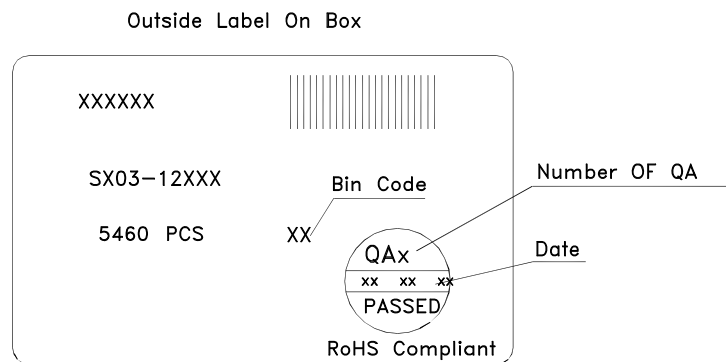 Outside Label On Box
XXXXXX
SX03-12XXX
Bin Code
Number OF QA
5460 PCS
XX
QAx
Date
xx xx xx
PASSED
RoHS Compliant